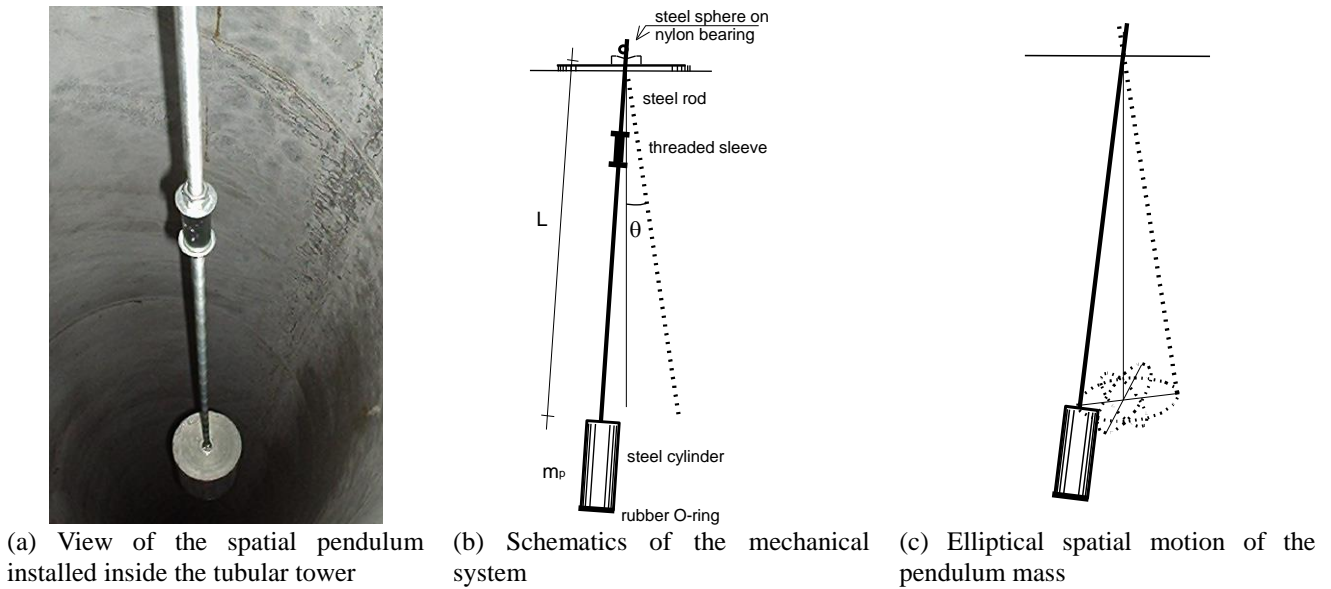 steel sphere on
nylon bearing
steel rod
threaded sleeve
L
θ
steel cylinder
mp
rubber O-ring
(a) View of the spatial pendulum
installed inside the tubular tower
(b) Schematics of the mechanical
system
(c) Elliptical spatial motion of the
pendulum mass